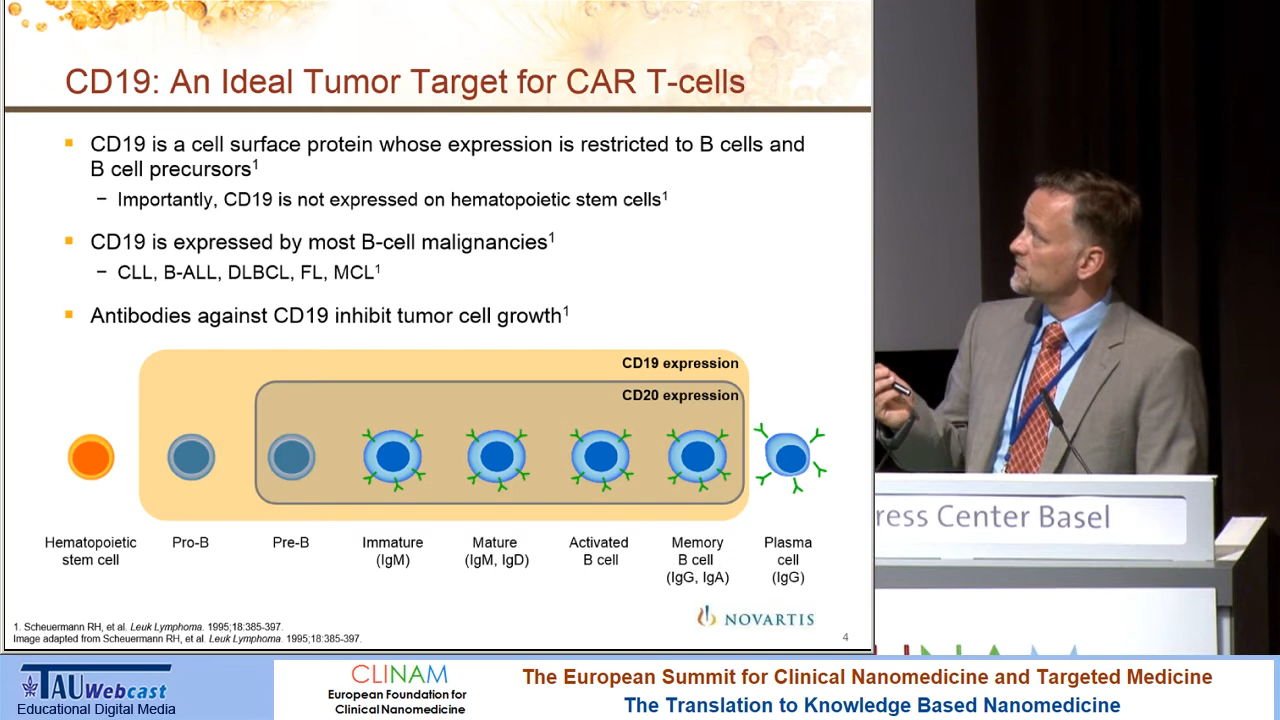 CD19: An Ideal Tumor Target for CAR T-cells
CD19 is a cell surface protein whose expression is restricted to B cells and
B cell precursors1
− Importantly, CD19 is not expressed on hematopoietic stem cells1
CD19 is expressed by most B-cell malignancies1
− CLL, B-ALL, DLBCL, FL, MCL1
Antibodies against CD19 inhibit tumor cell growth1
CD19 expression
CD20 expression
Hematopoietic
stem cell
Pro-B
Pre-B
Immature
(IgM)
Mature
(IgM, IgD)
Activated
B cell
Memory
B cell
(IgG, IgA)
Plasma
cell
(IgG)
1. Scheuermann RH, et al. Leuk Lymphoma. 1995;18:385-397.
Image adapted from Scheuermann RH, et al. Leuk Lymphoma. 1995;18:385-397.
NOVARTIS
4
ress Center Basel
CLINAM
TAU Webcast
Educational Digital Media
CLINAM
European Foundation for
Clinical Nanomedicine
The European Summit for Clinical Nanomedicine and Targeted Medicine
The Translation to Knowledge Based Nanomedicine